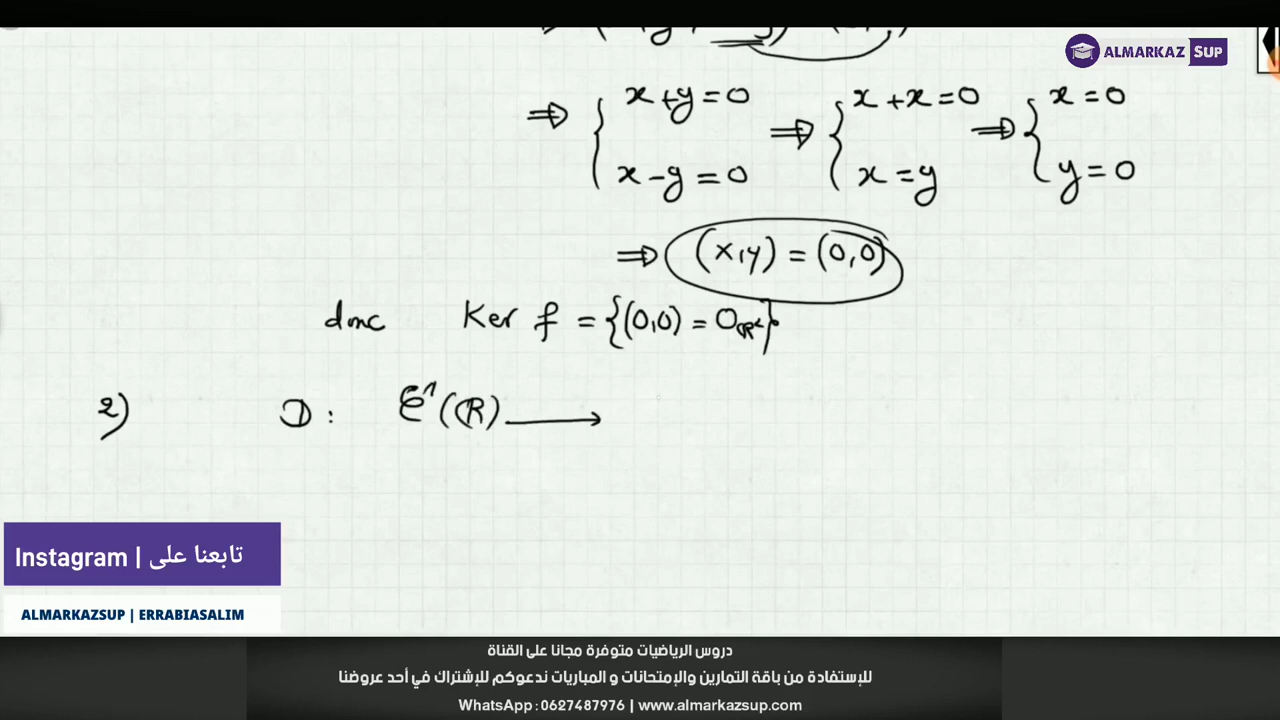 ALMARKAZ SUP
⇒ { x+y=0 ⇒ { x+x=0 ⇒ { x=0
x-y=0 x=y y=0
⇒ (x,y) = (0,0)
donc Ker f = {(0,0) = 0_ℝ²}
2) D : 𝒞¹(ℝ) ⟶
Instagram | تابعنا على
ALMARKAZSUP | ERRABIASALIM
دروس الرياضيات متوفرة مجانا على القناة
للإستفادة من باقة التمارين والإمتحانات و المباريات ندعوكم للإشتراك في أحد عروضنا
WhatsApp : 0627487976 | www.almarkazsup.com